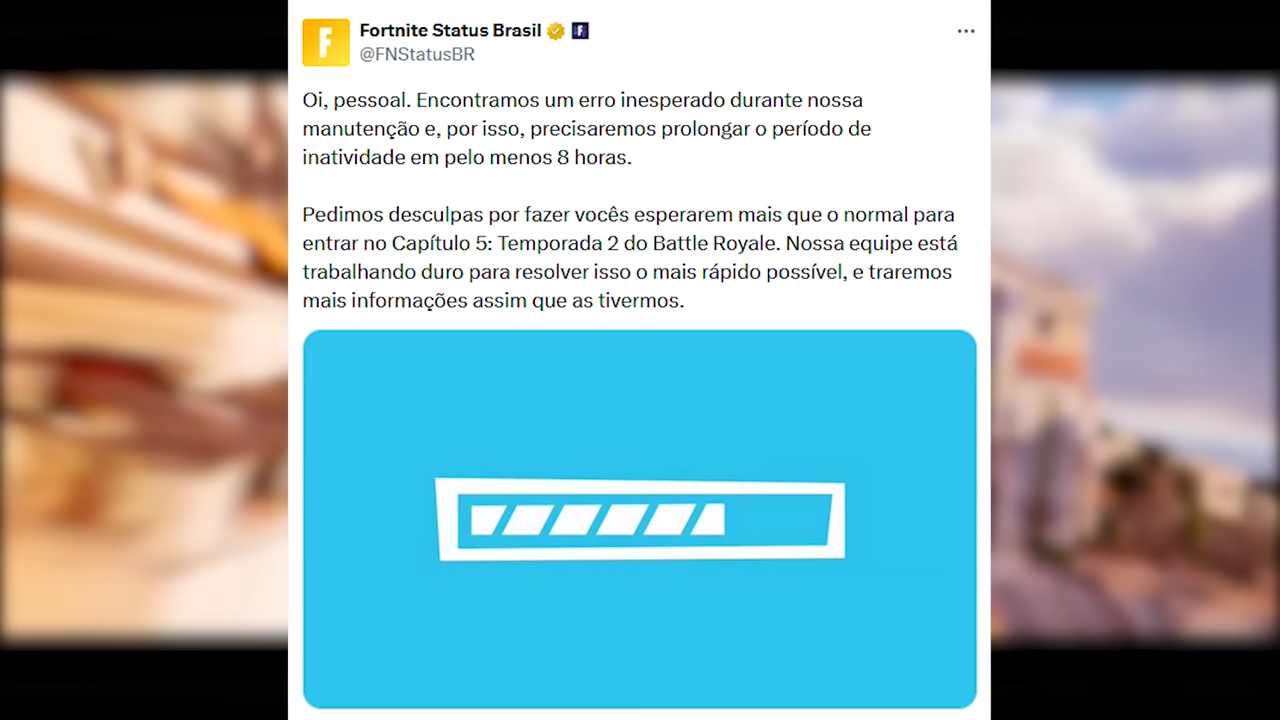 Fortnite Status Brasil
@FNStatusBR
Oi, pessoal. Encontramos um erro inesperado durante nossa
manutenção e, por isso, precisaremos prolongar o período de
inatividade em pelo menos 8 horas.
Pedimos desculpas por fazer vocês esperarem mais que o normal para
entrar no Capítulo 5: Temporada 2 do Battle Royale. Nossa equipe está
trabalhando duro para resolver isso o mais rápido possível, e traremos
mais informações assim que as tivermos.